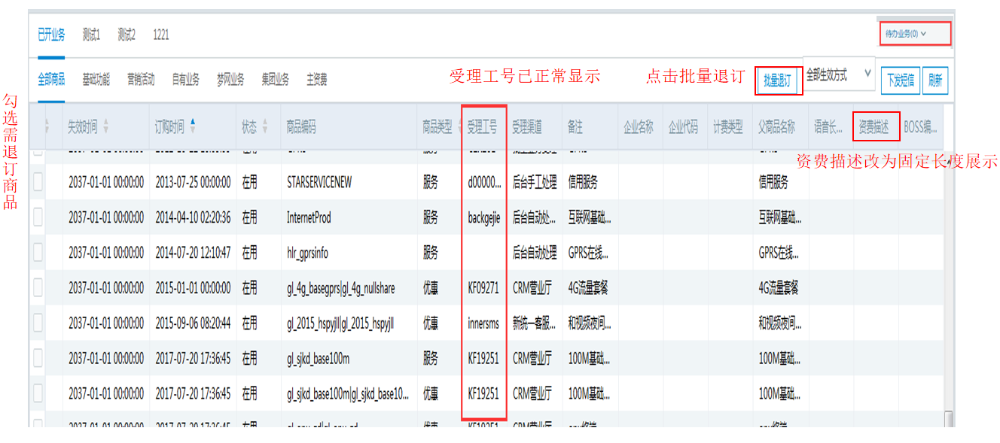 已开业务 测试1 测试2 1221 待办业务(0)
全部商品 基础功能 营销活动 自有业务 梦网业务 集团业务 主资费 受理工号已正常显示 点击批量退订 批量退订 全部生效方式 下发短信 刷新
勾选需退订商品
失效时间 订购时间 状态 商品编码 商品类型 受理工号 受理渠道 备注 企业名称 企业代码 计费类型 父商品名称 语音长... 资费描述 BOSS编...
资费描述改为固定长度展示
2037-01-01 00:00:00 2013-07-25 00:00:00 在用 STARSERVICENEW 服务 d00000... 后台手工处理 信用服务 信用服务
2037-01-01 00:00:00 2014-04-10 02:20:36 在用 InternetProd 服务 backgejie 后台自动处... 互联网基础... 互联网基础...
2037-01-01 00:00:00 2014-07-20 12:10:47 在用 hlr_gprsinfo 服务 后台自动处理 GPRS在线... GPRS在线...
2037-01-01 00:00:00 2015-01-01 00:00:00 在用 gl_4g_basegprs|gl_4g_nullshare 优惠 KF09271 CRM营业厅 4G流量套餐 4G流量套餐
2037-01-01 00:00:00 2015-09-06 08:20:44 在用 gl_2015_hspyjll|gl_2015_hspyjll 优惠 innersms 新统一客服... 和视频夜间... 和视频夜间...
2037-01-01 00:00:00 2017-07-20 17:36:45 在用 gl_sjkd_base100m 服务 KF19251 CRM营业厅 100M基础... 100M基础...
2037-01-01 00:00:00 2017-07-20 17:36:45 在用 gl_sjkd_base100m|gl_sjkd_base10... 优惠 KF19251 CRM营业厅 100M基础... 100M基础...